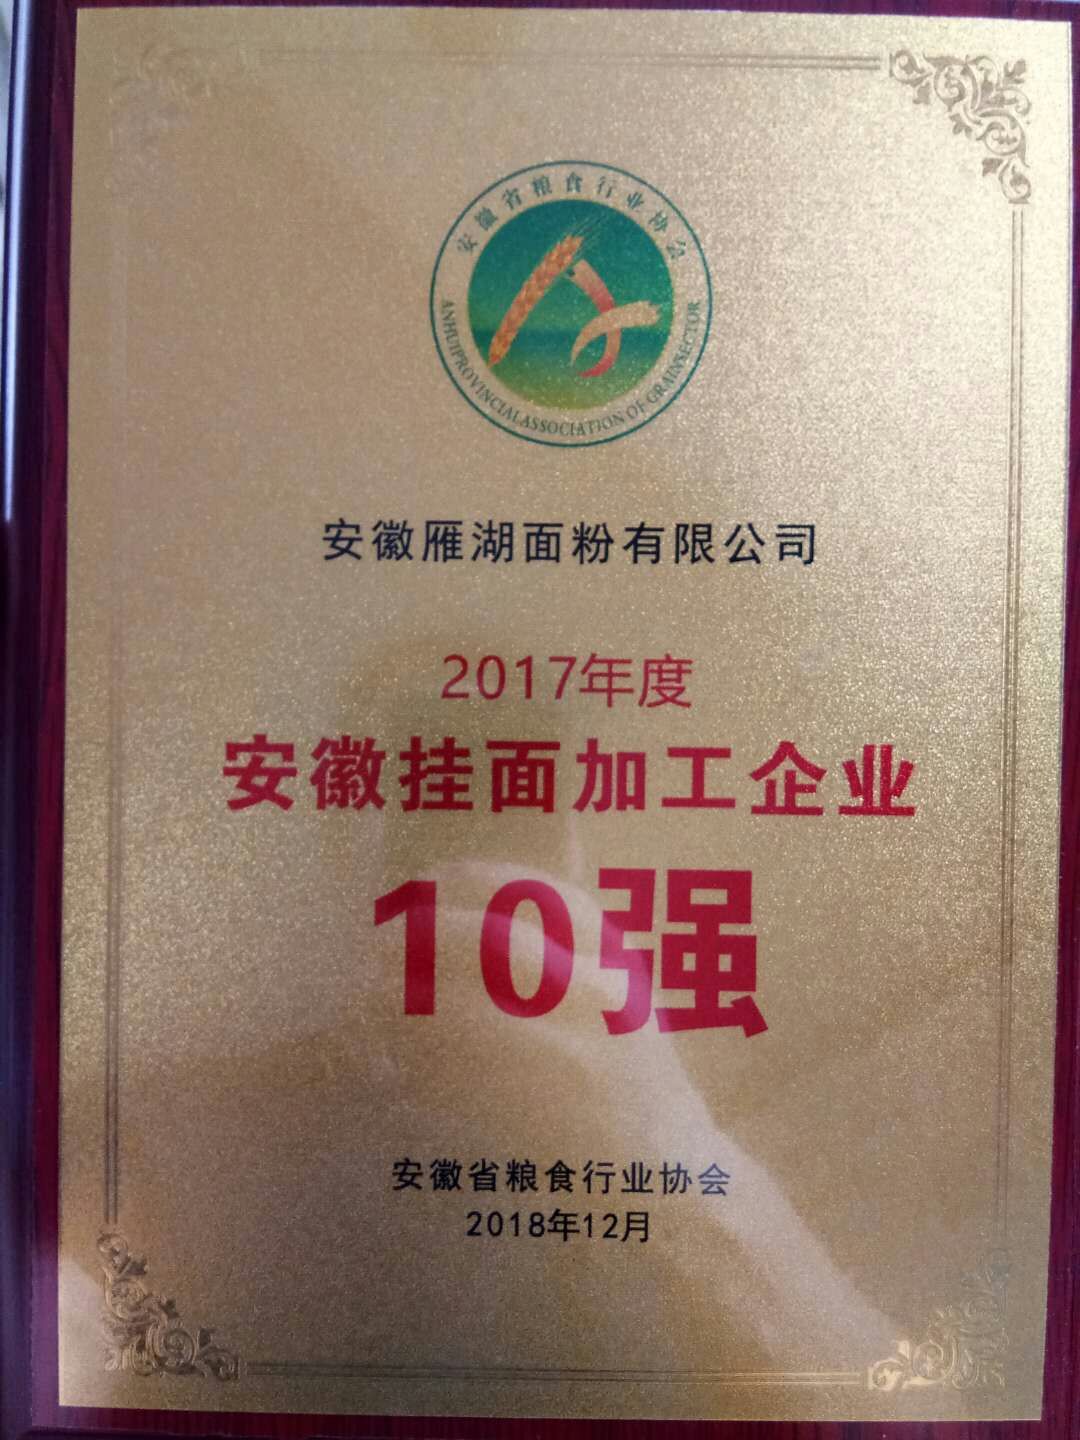 安徽省粮食行业协会
ANHUIPROVINCIALASSOCIATION OF GRAINSECTOR
安徽雁湖面粉有限公司
2017年度
安徽挂面加工企业
10强
安徽省粮食行业协会
2018年12月